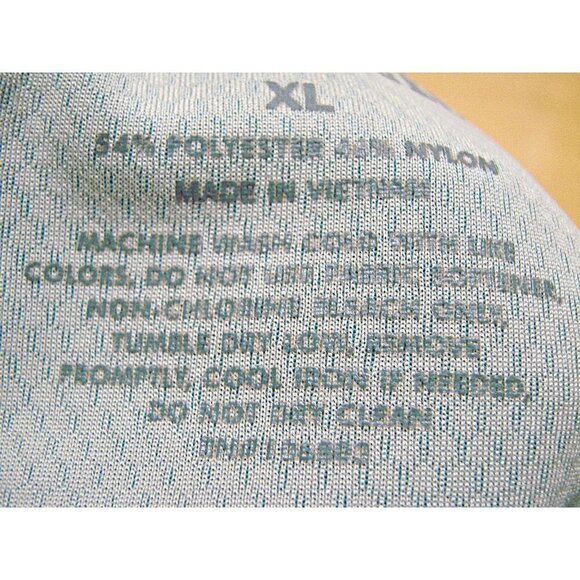 XL
54% POLYESTER 46% NYLON
MADE IN VIETNAM
MACHINE WASH COLD WITH LIKE
COLORS, DO NOT USE FABRIC SOFTENER,
NON-CHLORINE BLEACH ONLY,
TUMBLE DRY LOW, REMOVE
PROMPTLY, COOL IRON IF NEEDED,
DO NOT DRY CLEAN